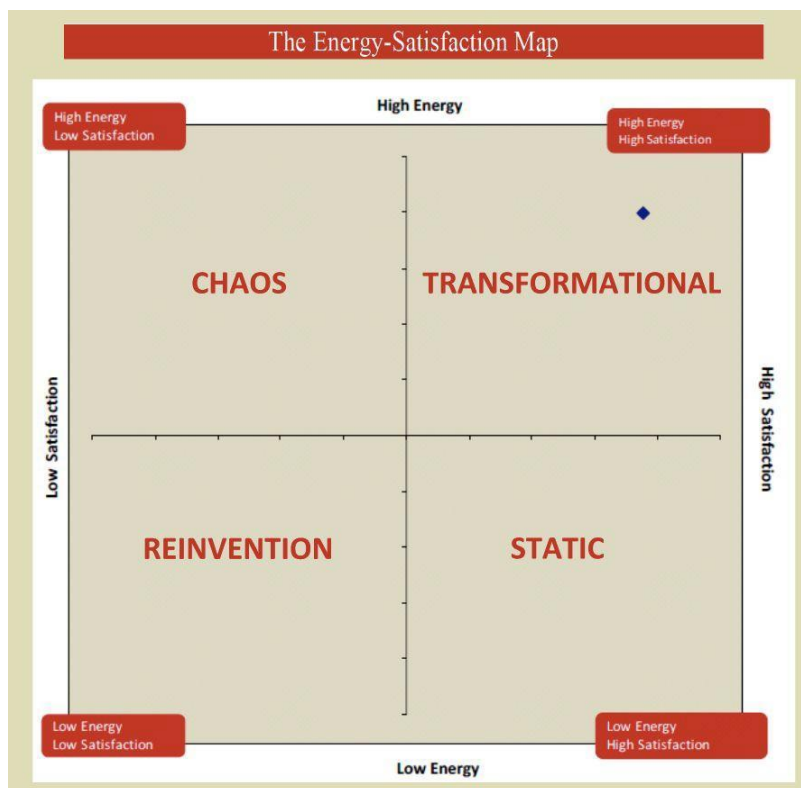 The Energy-Satisfaction Map
High Energy
High Energy
Low Satisfaction
High Energy
High Satisfaction
CHAOS
TRANSFORMATIONAL
Low Satisfaction
High Satisfaction
REINVENTION
STATIC
Low Energy
Low Satisfaction
Low Energy
High Satisfaction
Low Energy